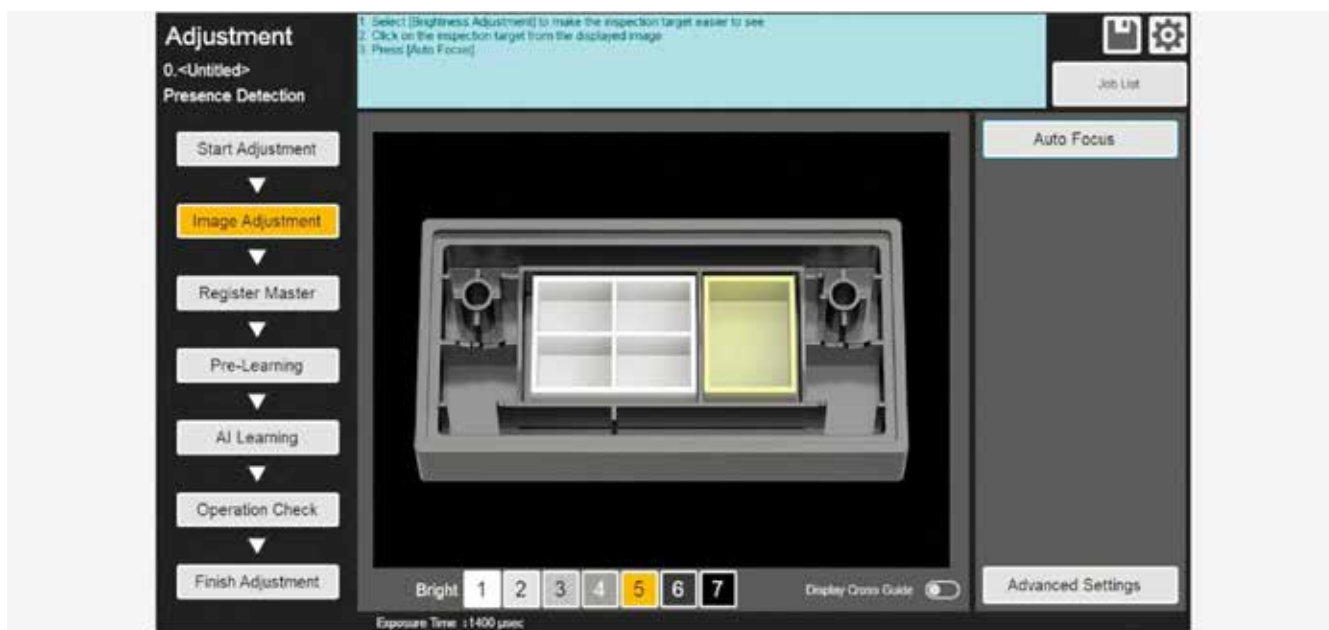 Adjustment
0.<Untitled>
Presence Detection
1. Select [Brightness Adjustment] to make the inspection target easier to see
2. Click on the inspection target from the displayed image
3. Press [Auto Focus]
Job List
Start Adjustment
Image Adjustment
Register Master
Pre-Learning
AI Learning
Operation Check
Finish Adjustment
Auto Focus
Bright 1 2 3 4 5 6 7
Display Cross Guide
Advanced Settings
Exposure Time :1400 µsec